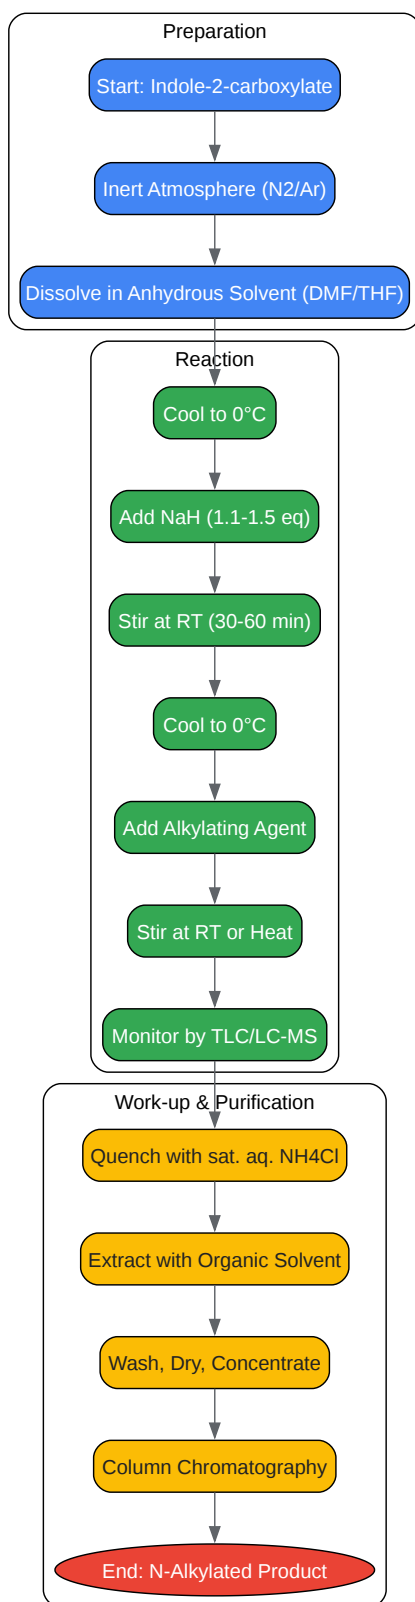 Preparation
Start: Indole-2-carboxylate
Inert Atmosphere (N2/Ar)
Dissolve in Anhydrous Solvent (DMF/THF)
Reaction
Cool to 0°C
Add NaH (1.1-1.5 eq)
Stir at RT (30-60 min)
Cool to 0°C
Add Alkylating Agent
Stir at RT or Heat
Monitor by TLC/LC-MS
Work-up & Purification
Quench with sat. aq. NH4Cl
Extract with Organic Solvent
Wash, Dry, Concentrate
Column Chromatography
End: N-Alkylated Product